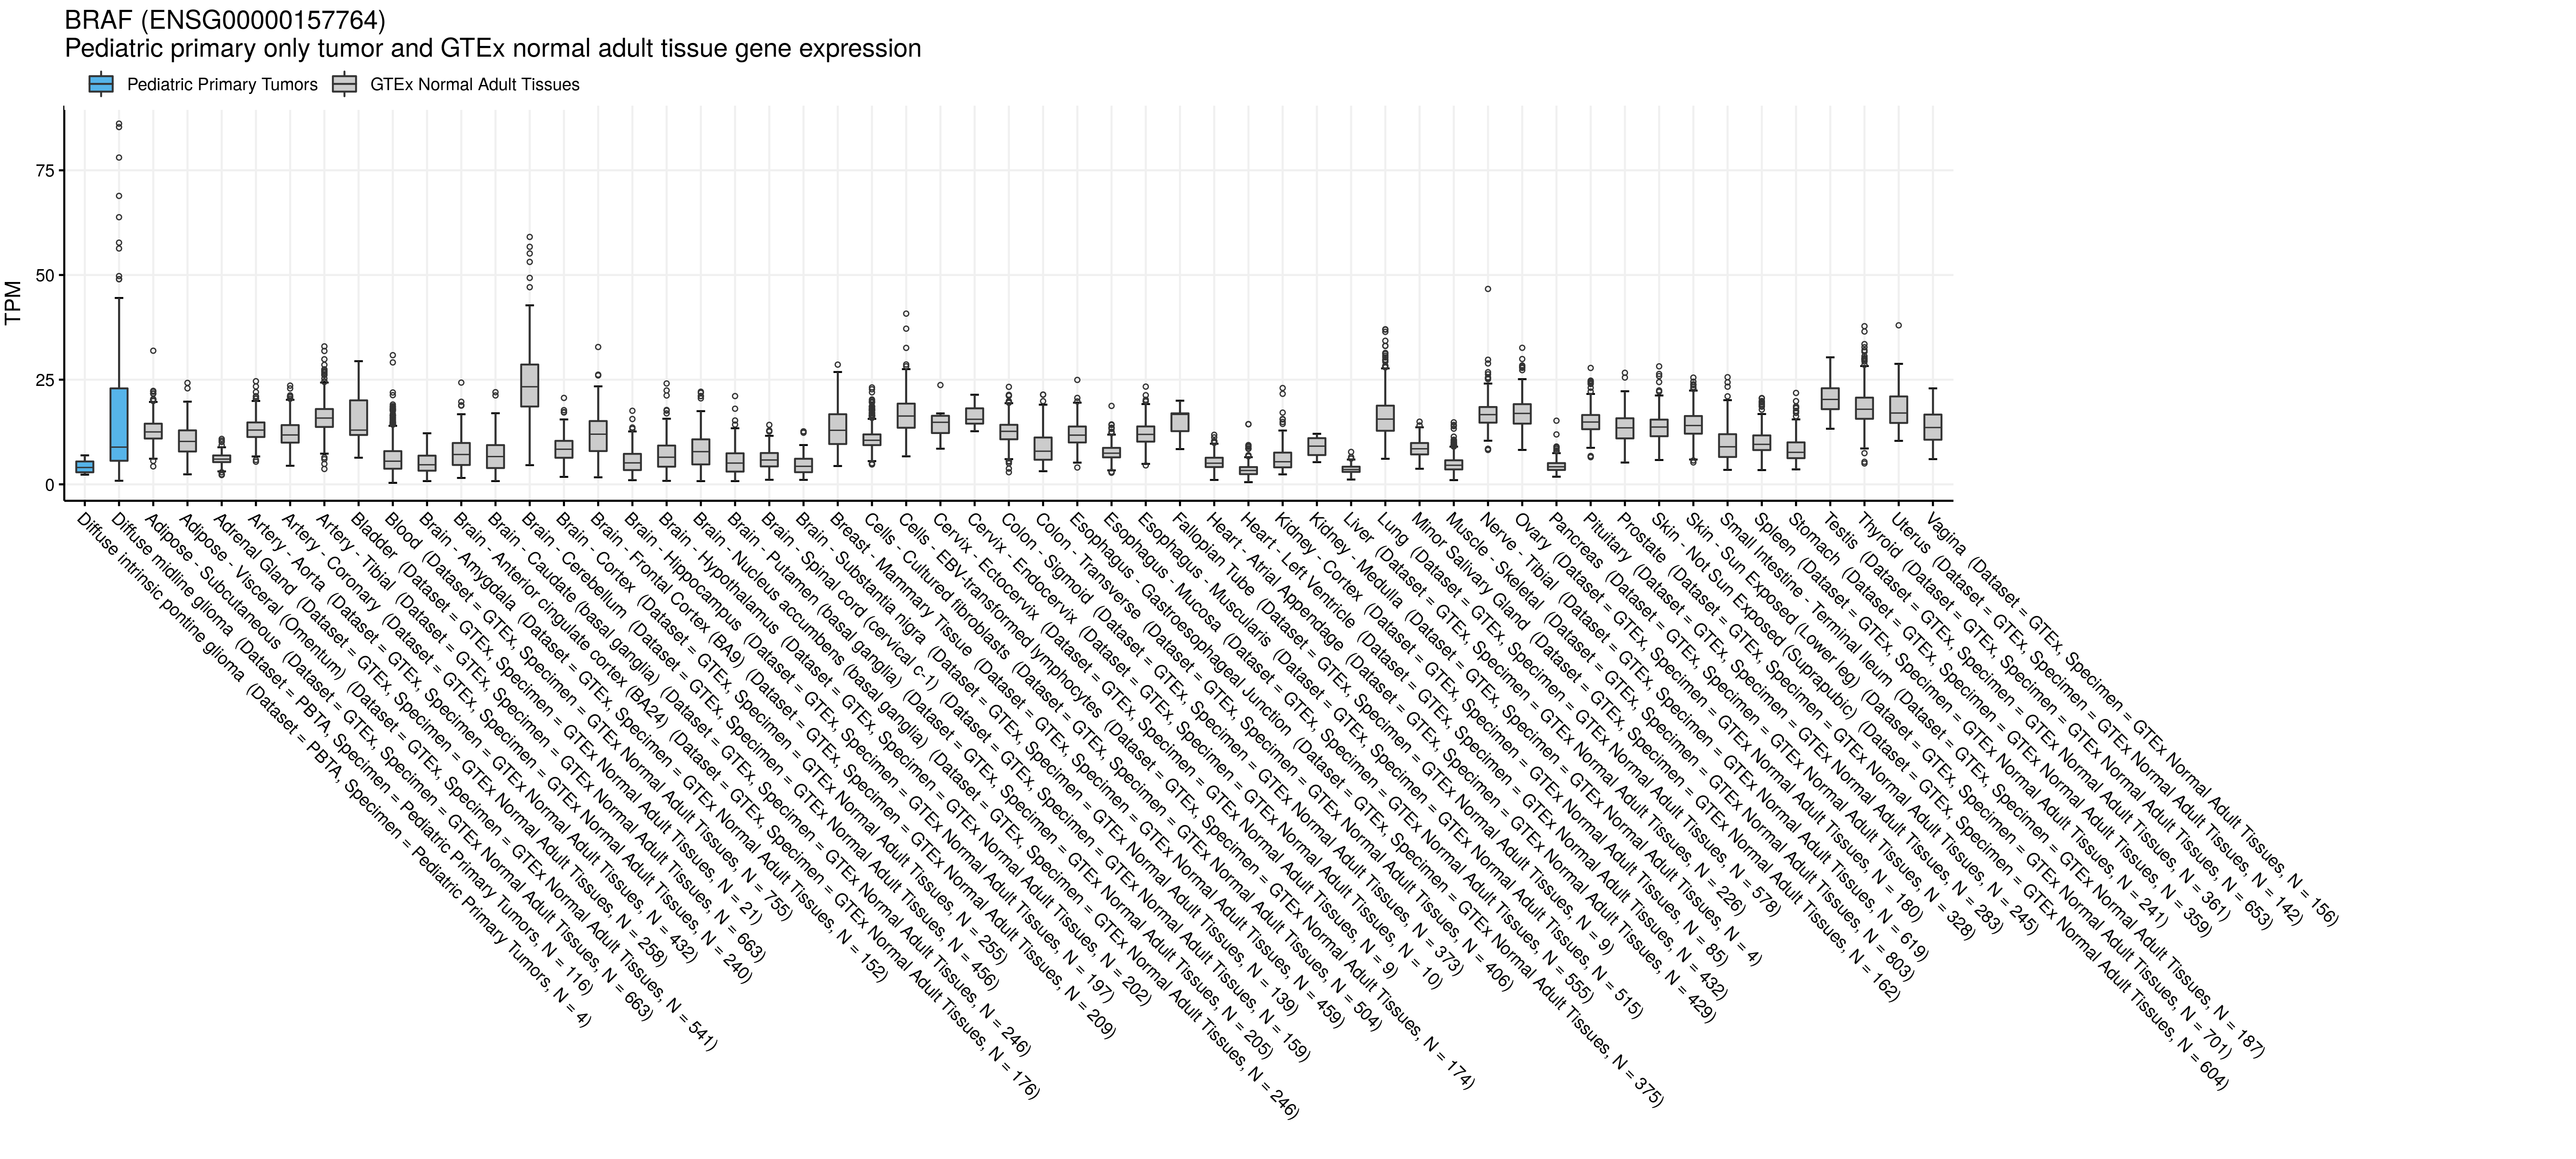 BRAF (ENSG00000157764)
Pediatric primary only tumor and GTEx normal adult tissue gene expression
Pediatric Primary Tumors
GTEx Normal Adult Tissues
TPM
75
50
25
0
Diffuse intrinsic pontine glioma (Dataset = PBTA, Specimen = Pediatric Primary Tumors, N = 4)
Diffuse midline glioma (Dataset = PBTA, Specimen = Pediatric Primary Tumors, N = 116)
Adipose - Subcutaneous (Dataset = GTEx, Specimen = GTEx Normal Adult Tissues, N = 663)
Adipose - Visceral (Omentum) (Dataset = GTEx, Specimen = GTEx Normal Adult Tissues, N = 541)
Adrenal Gland (Dataset = GTEx, Specimen = GTEx Normal Adult Tissues, N = 258)
Artery - Aorta (Dataset = GTEx, Specimen = GTEx Normal Adult Tissues, N = 432)
Artery - Coronary (Dataset = GTEx, Specimen = GTEx Normal Adult Tissues, N = 240)
Artery - Tibial (Dataset = GTEx, Specimen = GTEx Normal Adult Tissues, N = 663)
Bladder (Dataset = GTEx, Specimen = GTEx Normal Adult Tissues, N = 21)
Blood (Dataset = GTEx, Specimen = GTEx Normal Adult Tissues, N = 755)
Brain - Amygdala (Dataset = GTEx, Specimen = GTEx Normal Adult Tissues, N = 152)
Brain - Anterior cingulate cortex (BA24) (Dataset = GTEx, Specimen = GTEx Normal Adult Tissues, N = 176)
Brain - Caudate (basal ganglia) (Dataset = GTEx, Specimen = GTEx Normal Adult Tissues, N = 246)
Brain - Cerebellum (Dataset = GTEx, Specimen = GTEx Normal Adult Tissues, N = 456)
Brain - Cortex (Dataset = GTEx, Specimen = GTEx Normal Adult Tissues, N = 255)
Brain - Frontal Cortex (BA9) (Dataset = GTEx, Specimen = GTEx Normal Adult Tissues, N = 209)
Brain - Hippocampus (Dataset = GTEx, Specimen = GTEx Normal Adult Tissues, N = 197)
Brain - Hypothalamus (Dataset = GTEx, Specimen = GTEx Normal Adult Tissues, N = 202)
Brain - Nucleus accumbens (basal ganglia) (Dataset = GTEx, Specimen = GTEx Normal Adult Tissues, N = 246)
Brain - Putamen (basal ganglia) (Dataset = GTEx, Specimen = GTEx Normal Adult Tissues, N = 205)
Brain - Spinal cord (cervical c-1) (Dataset = GTEx, Specimen = GTEx Normal Adult Tissues, N = 159)
Brain - Substantia nigra (Dataset = GTEx, Specimen = GTEx Normal Adult Tissues, N = 139)
Breast - Mammary Tissue (Dataset = GTEx, Specimen = GTEx Normal Adult Tissues, N = 459)
Cells - Cultured fibroblasts (Dataset = GTEx, Specimen = GTEx Normal Adult Tissues, N = 504)
Cells - EBV-transformed lymphocytes (Dataset = GTEx, Specimen = GTEx Normal Adult Tissues, N = 174)
Cervix - Ectocervix (Dataset = GTEx, Specimen = GTEx Normal Adult Tissues, N = 9)
Cervix - Endocervix (Dataset = GTEx, Specimen = GTEx Normal Adult Tissues, N = 10)
Colon - Sigmoid (Dataset = GTEx, Specimen = GTEx Normal Adult Tissues, N = 373)
Colon - Transverse (Dataset = GTEx, Specimen = GTEx Normal Adult Tissues, N = 406)
Esophagus - Gastroesophageal Junction (Dataset = GTEx, Specimen = GTEx Normal Adult Tissues, N = 375)
Esophagus - Mucosa (Dataset = GTEx, Specimen = GTEx Normal Adult Tissues, N = 555)
Esophagus - Muscularis (Dataset = GTEx, Specimen = GTEx Normal Adult Tissues, N = 515)
Fallopian Tube (Dataset = GTEx, Specimen = GTEx Normal Adult Tissues, N = 9)
Heart - Atrial Appendage (Dataset = GTEx, Specimen = GTEx Normal Adult Tissues, N = 429)
Heart - Left Ventricle (Dataset = GTEx, Specimen = GTEx Normal Adult Tissues, N = 432)
Kidney - Cortex (Dataset = GTEx, Specimen = GTEx Normal Adult Tissues, N = 85)
Kidney - Medulla (Dataset = GTEx, Specimen = GTEx Normal Adult Tissues, N = 4)
Liver (Dataset = GTEx, Specimen = GTEx Normal Adult Tissues, N = 226)
Lung (Dataset = GTEx, Specimen = GTEx Normal Adult Tissues, N = 578)
Minor Salivary Gland (Dataset = GTEx, Specimen = GTEx Normal Adult Tissues, N = 162)
Muscle - Skeletal (Dataset = GTEx, Specimen = GTEx Normal Adult Tissues, N = 803)
Nerve - Tibial (Dataset = GTEx, Specimen = GTEx Normal Adult Tissues, N = 619)
Ovary (Dataset = GTEx, Specimen = GTEx Normal Adult Tissues, N = 180)
Pancreas (Dataset = GTEx, Specimen = GTEx Normal Adult Tissues, N = 328)
Pituitary (Dataset = GTEx, Specimen = GTEx Normal Adult Tissues, N = 283)
Prostate (Dataset = GTEx, Specimen = GTEx Normal Adult Tissues, N = 245)
Skin - Not Sun Exposed (Suprapubic) (Dataset = GTEx, Specimen = GTEx Normal Adult Tissues, N = 604)
Skin - Sun Exposed (Lower leg) (Dataset = GTEx, Specimen = GTEx Normal Adult Tissues, N = 701)
Small Intestine - Terminal Ileum (Dataset = GTEx, Specimen = GTEx Normal Adult Tissues, N = 187)
Spleen (Dataset = GTEx, Specimen = GTEx Normal Adult Tissues, N = 241)
Stomach (Dataset = GTEx, Specimen = GTEx Normal Adult Tissues, N = 359)
Testis (Dataset = GTEx, Specimen = GTEx Normal Adult Tissues, N = 361)
Thyroid (Dataset = GTEx, Specimen = GTEx Normal Adult Tissues, N = 653)
Uterus (Dataset = GTEx, Specimen = GTEx Normal Adult Tissues, N = 142)
Vagina (Dataset = GTEx, Specimen = GTEx Normal Adult Tissues, N = 156)